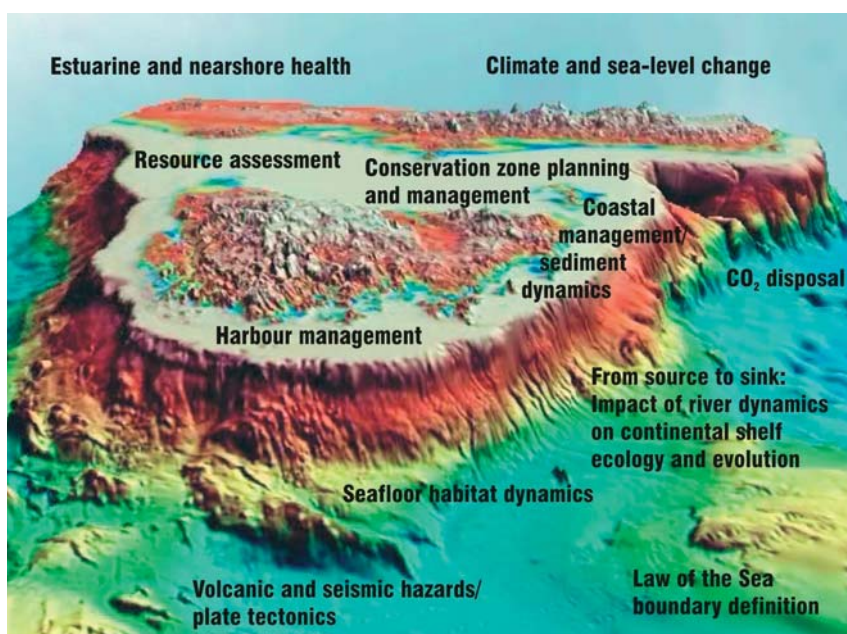 Estuarine and nearshore health
Climate and sea-level change
Resource assessment
Conservation zone planning
and management
Coastal
management/
sediment
dynamics
CO₂ disposal
Harbour management
From source to sink:
Impact of river dynamics
on continental shelf
ecology and evolution
Seafloor habitat dynamics
Volcanic and seismic hazards/
plate tectonics
Law of the Sea
boundary definition